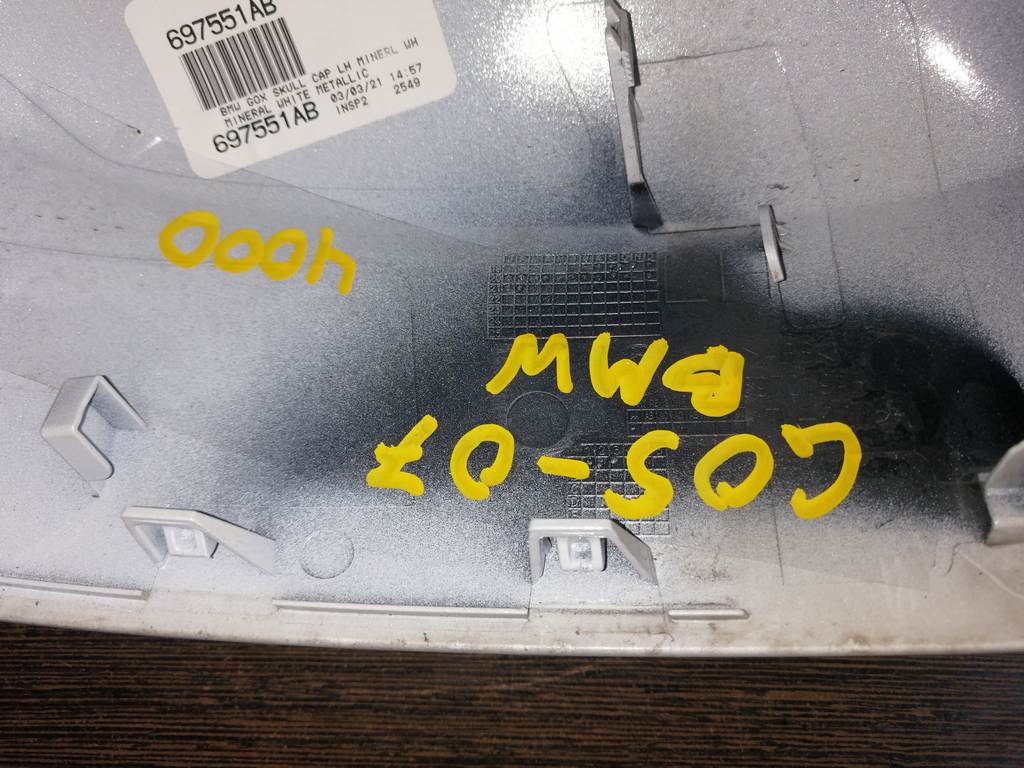 697551AB
BMW GOX SKULL CAP LH MINERL WH
MINERAL WHITE METALLIC
697551AB 03/03/21 14:57
INSP2 2549
G05-07
BMW
4000